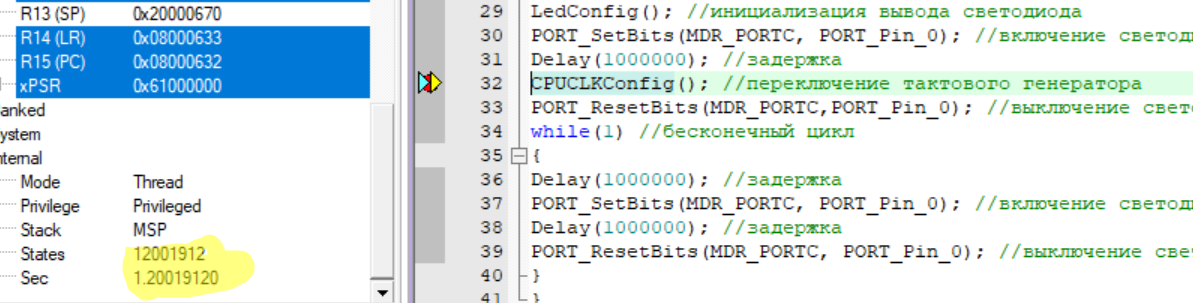 R13 (SP) 0x20000670
R14 (LR) 0x08000633
R15 (PC) 0x08000632
xPSR 0x61000000
anked
ystem
nternal
Mode Thread
Privilege Privileged
Stack MSP
States 12001912
Sec 1.20019120
29 LedConfig(); //инициализация вывода светодиода
30 PORT_SetBits(MDR_PORTC, PORT_Pin_0); //включение светоди
31 Delay(1000000); //задержка
32 CPUCLKConfig(); //переключение тактового генератора
33 PORT_ResetBits(MDR_PORTC,PORT_Pin_0); //выключение свето
34 while(1) //бесконечный цикл
35 {
36 Delay(1000000); //задержка
37 PORT_SetBits(MDR_PORTC, PORT_Pin_0); //включение светоди
38 Delay(1000000); //задержка
39 PORT_ResetBits(MDR_PORTC, PORT_Pin_0); //выключение све
40 }
41 }